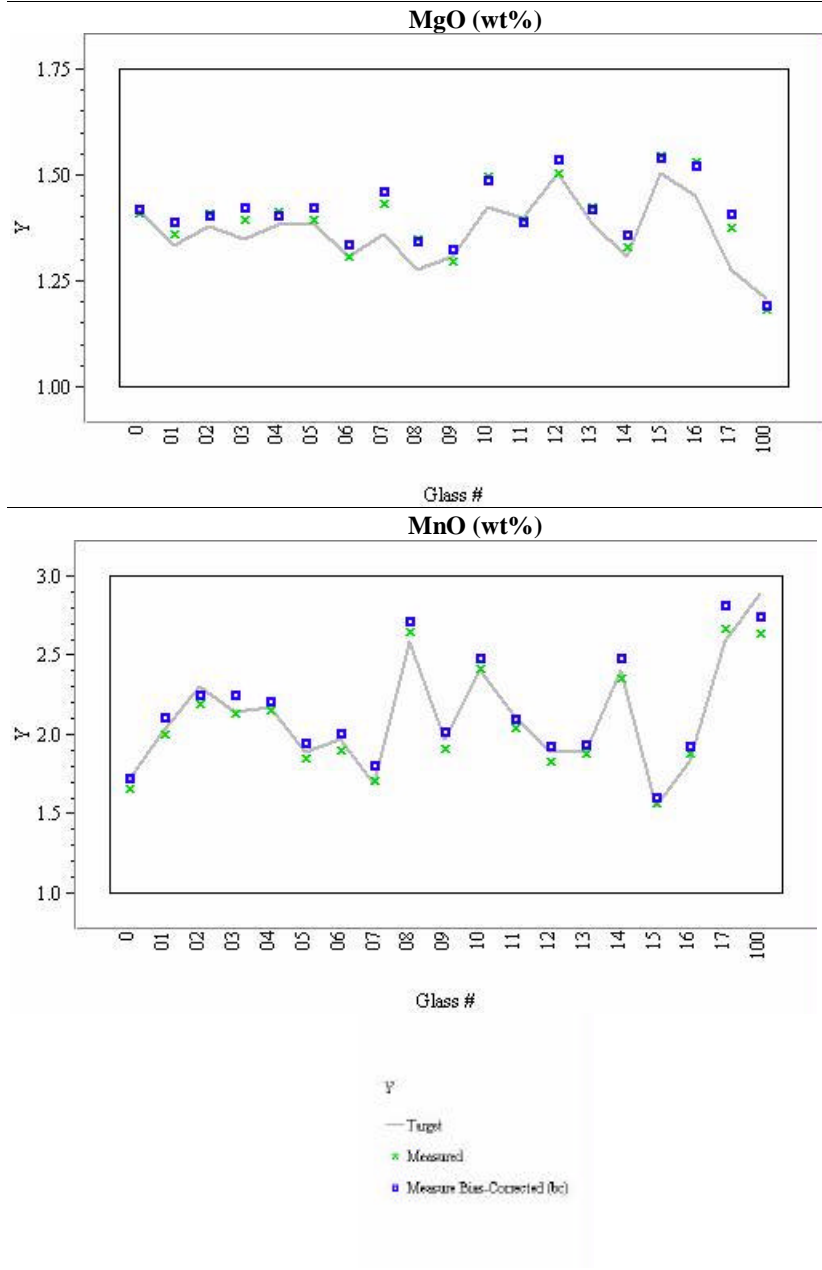 MgO (wt%)
1.75
1.50
Y
1.25
1.00
0 01 02 03 04 05 06 07 08 09 10 11 12 13 14 15 16 17 100
Glass #
MnO (wt%)
3.0
2.5
Y
2.0
1.5
1.0
0 01 02 03 04 05 06 07 08 09 10 11 12 13 14 15 16 17 100
Glass #
Y
Target
Measured
Measure Bias-Corrected (bc)